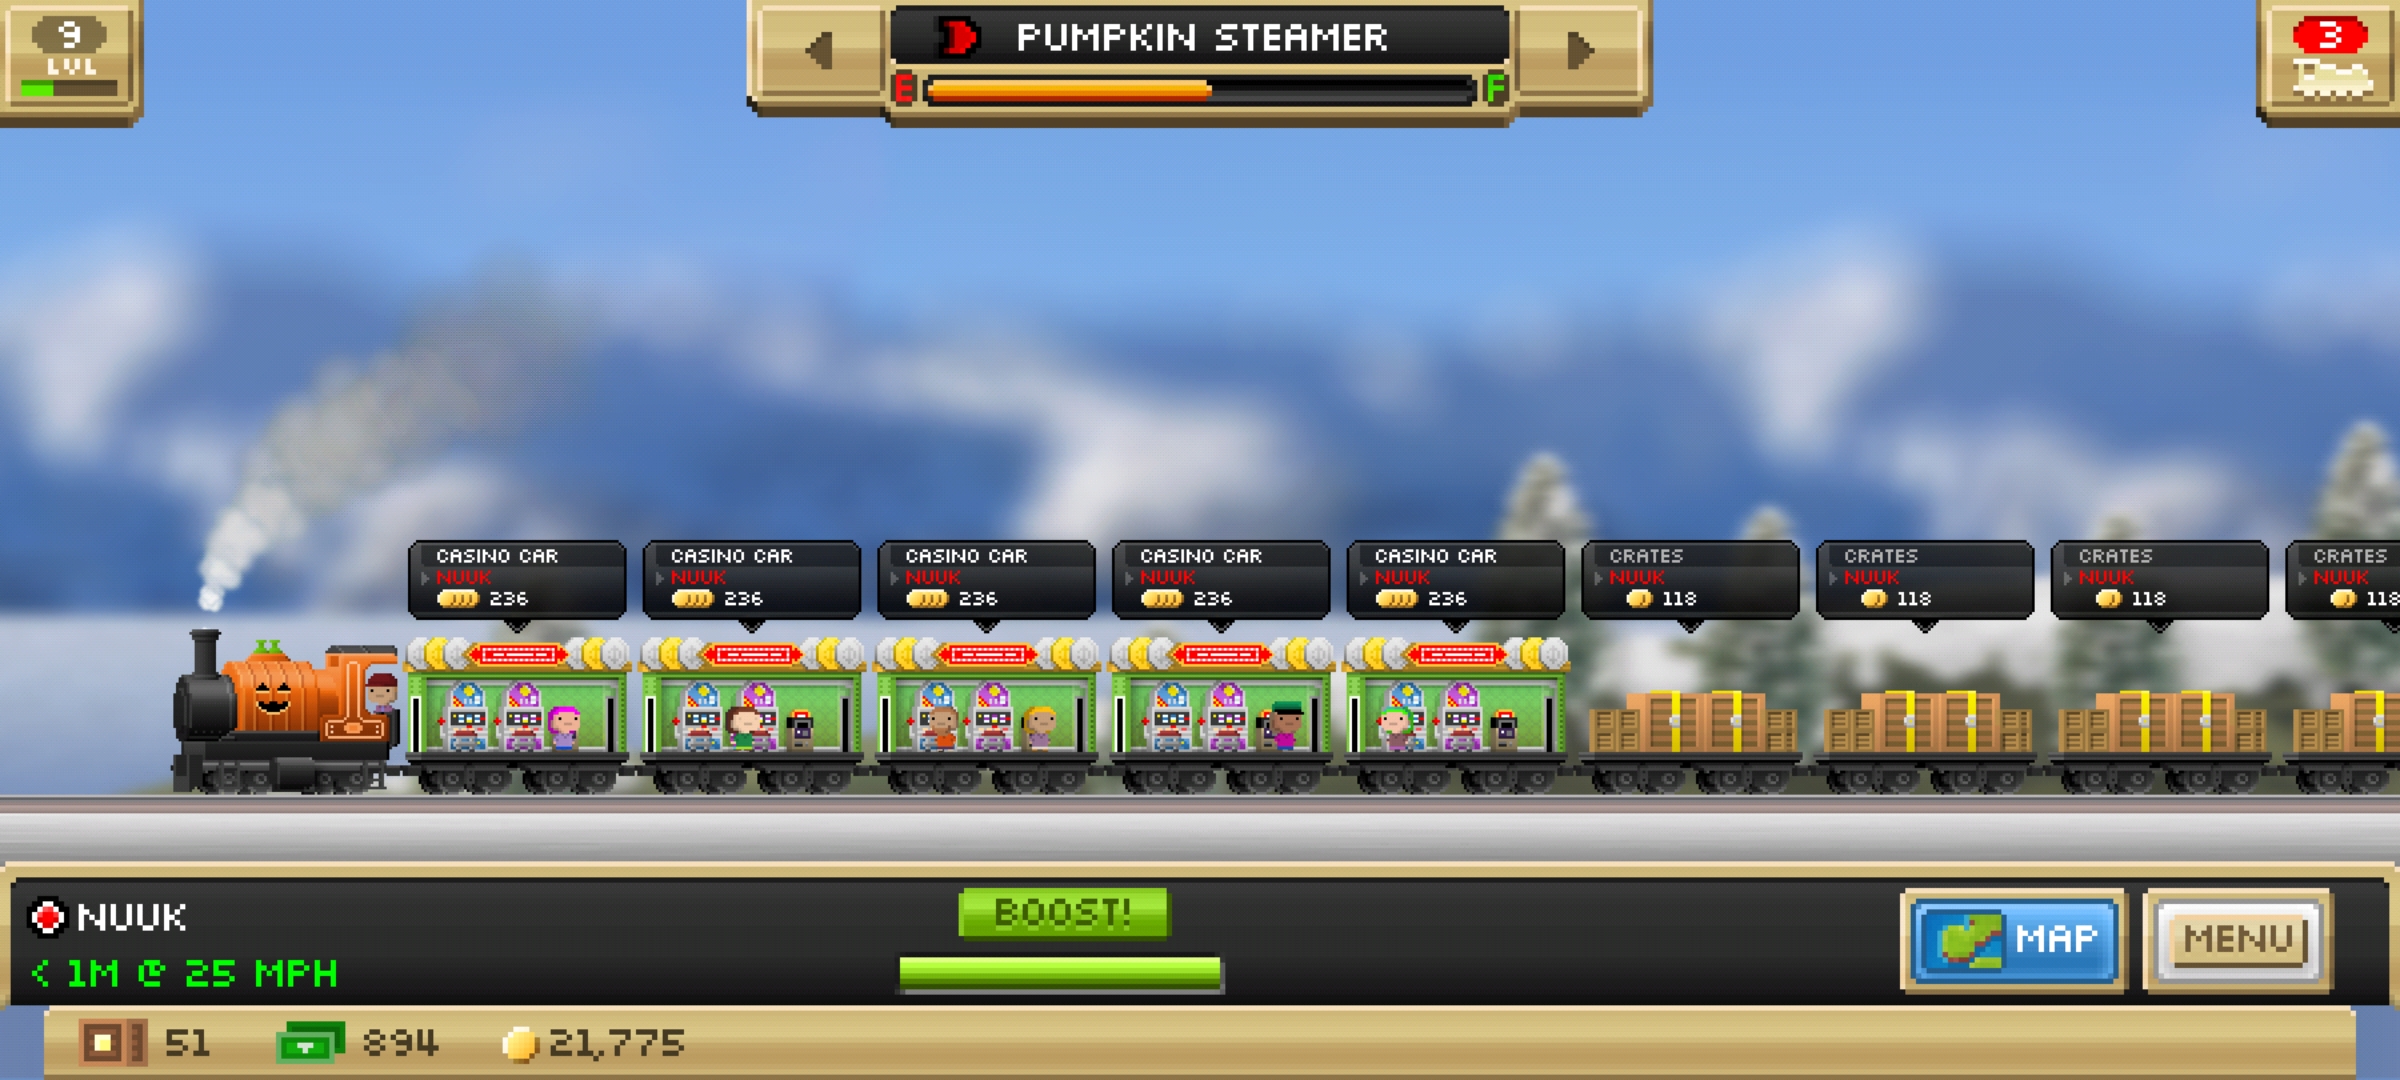 9
LVL
PUMPKIN STEAMER
E F
3
CASINO CAR
NUUK
236
CASINO CAR
NUUK
236
CASINO CAR
NUUK
236
CASINO CAR
NUUK
236
CASINO CAR
NUUK
236
CRATES
NUUK
118
CRATES
NUUK
118
CRATES
NUUK
118
CRATES
NUUK
118
NUUK
< 1M @ 25 MPH
BOOST!
MAP
MENU
51
894
21,775